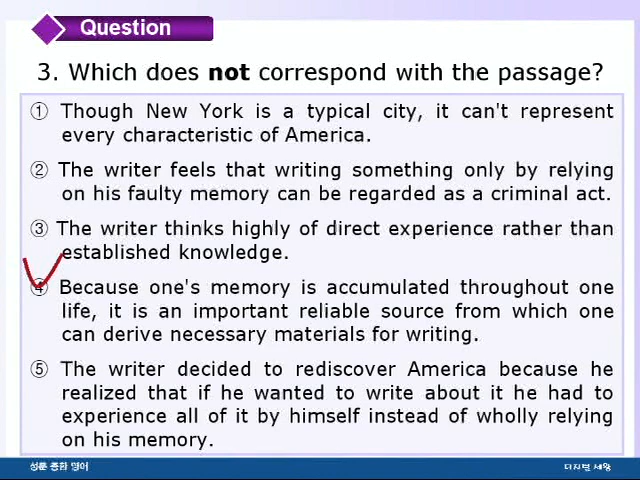 Question
3. Which does not correspond with the passage?
① Though New York is a typical city, it can't represent
every characteristic of America.
② The writer feels that writing something only by relying
on his faulty memory can be regarded as a criminal act.
③ The writer thinks highly of direct experience rather than
established knowledge.
④ Because one's memory is accumulated throughout one
life, it is an important reliable source from which one
can derive necessary materials for writing.
⑤ The writer decided to rediscover America because he
realized that if he wanted to write about it he had to
experience all of it by himself instead of wholly relying
on his memory.
성문 종합 영어
디지털 세왕